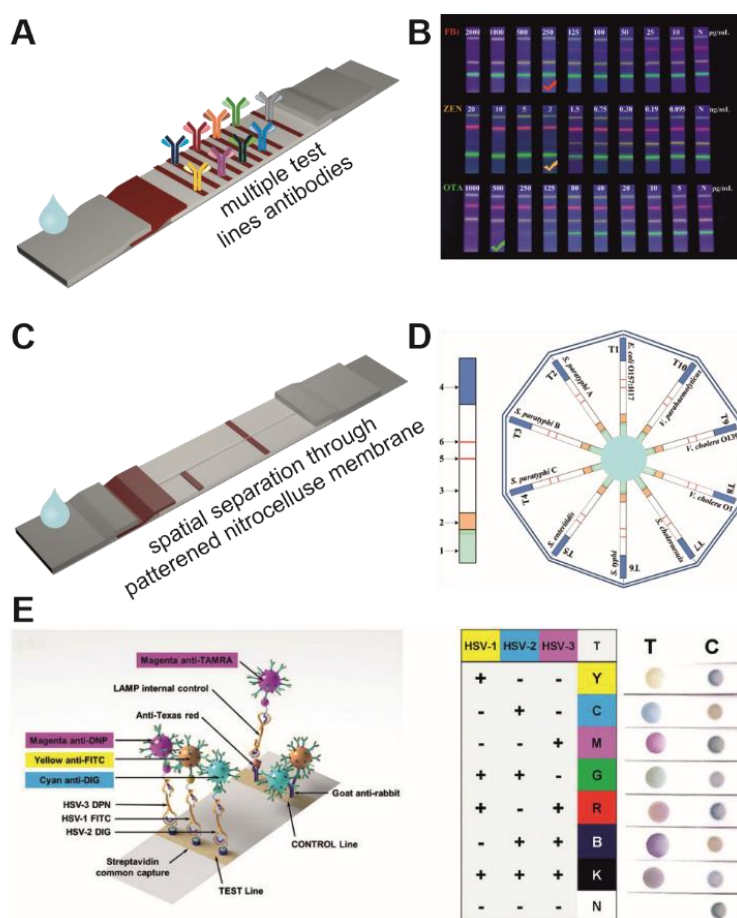 A
multiple test
lines antibodies
B
FB1 2000 1000 500 250 125 100 50 25 10 N pg/mL
ZEN 20 10 5 3 1.5 0.75 0.38 0.19 0.095 N ng/mL
OTA 1000 500 250 125 80 40 20 10 5 N pg/mL
C
spatial separation through
patterened nitrocelluse membrane
D
4
6
5
3
2
1
T1
E. coli O157:H17
T10
V. parahaemolyticus
T9
V. cholera O139
T8
V. cholera O1
T7
S. choleraesuis
T6
S. typhi
T5
S. enteritidis
T4
S. paratyphi C
T3
S. paratyphi B
T2
S. paratyphi A
E
Magenta anti-TAMRA
LAMP internal control
Anti-Texas red
Magenta anti-DNP
Yellow anti-FITC
Cyan anti-DIG
HSV-3 DPN
HSV-1 FITC
HSV-2 DIG
Streptavidin
common capture
TEST Line
CONTROL Line
Goat anti-rabbit
HSV-1 HSV-2 HSV-3 T T C
+ - - Y
- + - C
- - + M
+ + - G
+ - + R
- + + B
+ + + K
- - - N